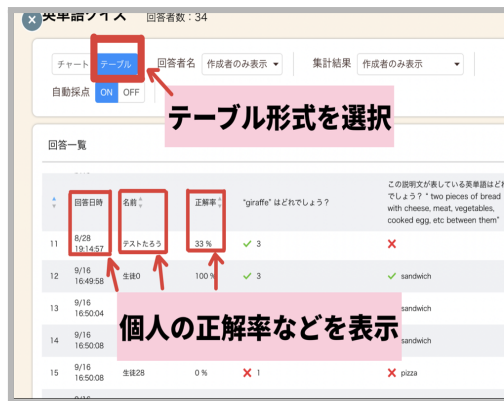 英単語クイズ 回答者数：34
チャート テーブル 回答者名 作成者のみ表示 集計結果 作成者のみ表示
自動採点 ON OFF
テーブル形式を選択
回答一覧
回答日時 名前 正解率 "giraffe" はどれでしょう？
この説明文が表している英単語はどれ
でしょう？ " two pieces of bread
with cheese, meat, vegetables,
cooked egg, etc between them"
11 8/28 19:14:57 テストたろう 33 % 3
12 9/16 16:49:58 生徒0 100 % 3 sandwich
13 9/16 16:50:04 sandwich
14 9/16 16:50:08 sandwich
個人の正解率などを表示
15 9/16 16:50:08 生徒28 0 % 1 pizza